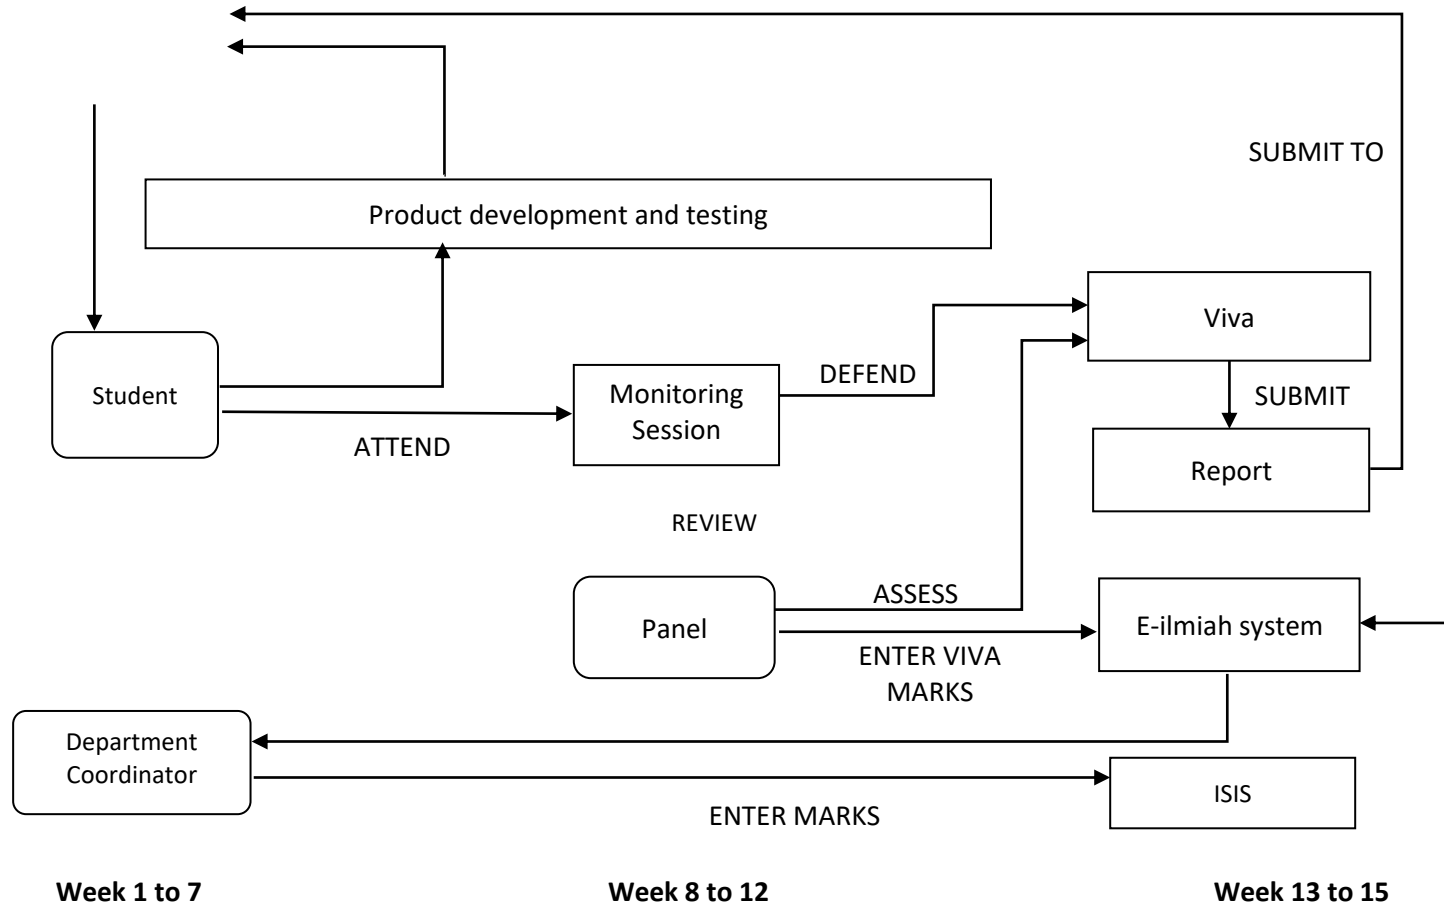 SUBMIT TO
Product development and testing
Viva
Student
DEFEND
Monitoring
Session
SUBMIT
ATTEND
Report
REVIEW
ASSESS
Panel
E-ilmiah system
ENTER VIVA
MARKS
Department
Coordinator
ISIS
ENTER MARKS
Week 1 to 7
Week 8 to 12
Week 13 to 15